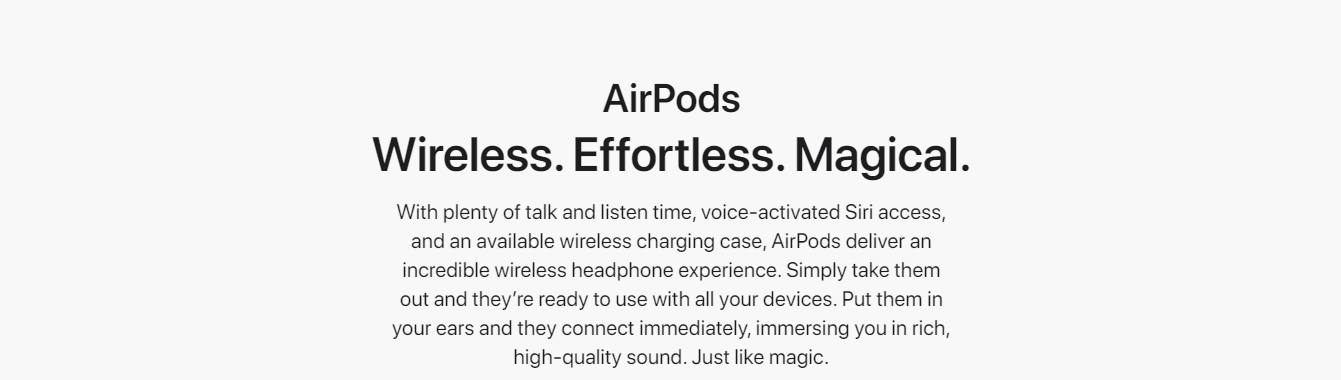 AirPods
Wireless. Effortless. Magical.
With plenty of talk and listen time, voice-activated Siri access,
and an available wireless charging case, AirPods deliver an
incredible wireless headphone experience. Simply take them
out and they’re ready to use with all your devices. Put them in
your ears and they connect immediately, immersing you in rich,
high-quality sound. Just like magic.